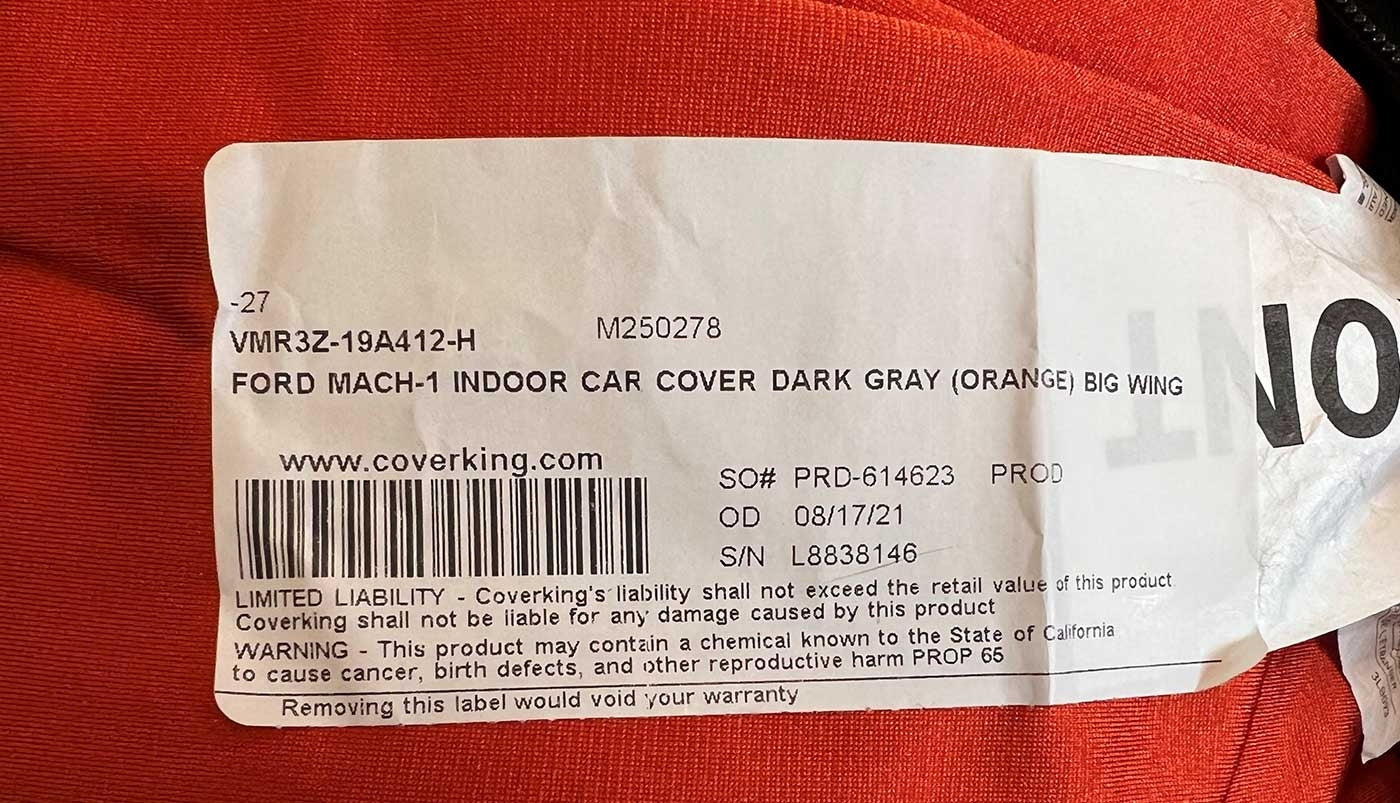 -27
VMR3Z-19A412-H M250278
FORD MACH-1 INDOOR CAR COVER DARK GRAY (ORANGE) BIG WING
www.coverking.com
SO# PRD-614623 PROD
OD 08/17/21
S/N L8838146
LIMITED LIABILITY - Coverking's liability shall not exceed the retail value of this product
Coverking shall not be liable for any damage caused by this product
WARNING - This product may contain a chemical known to the State of California
to cause cancer, birth defects, and other reproductive harm PROP 65
Removing this label would void your warranty